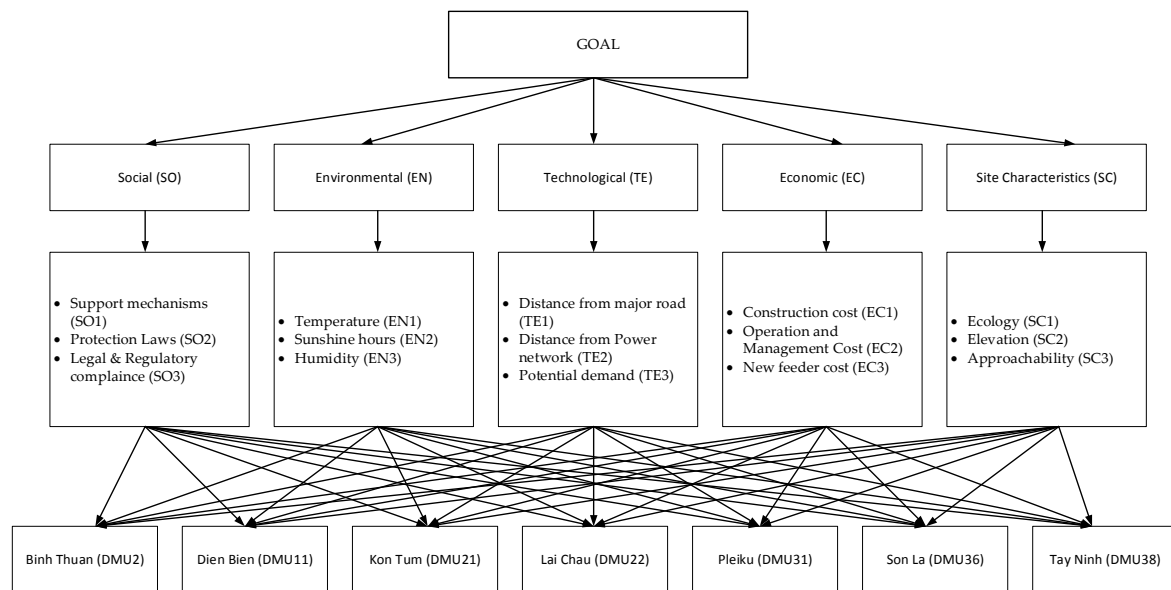 GOAL
Social (SO)
Environmental (EN)
Technological (TE)
Economic (EC)
Site Characteristics (SC)
• Support mechanisms
(SO1)
• Protection Laws (SO2)
• Legal & Regulatory
complaince (SO3)
• Temperature (EN1)
• Sunshine hours (EN2)
• Humidity (EN3)
• Distance from major road
(TE1)
• Distance from Power
network (TE2)
• Potential demand (TE3)
• Construction cost (EC1)
• Operation and
Management Cost (EC2)
• New feeder cost (EC3)
• Ecology (SC1)
• Elevation (SC2)
• Approachability (SC3)
Binh Thuan (DMU2)
Dien Bien (DMU11)
Kon Tum (DMU21)
Lai Chau (DMU22)
Pleiku (DMU31)
Son La (DMU36)
Tay Ninh (DMU38)